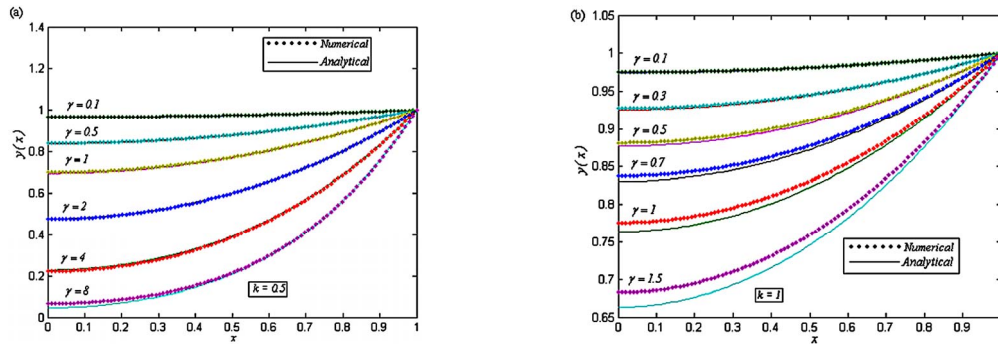 (a)
1.4
1.2
1
0.8
0.6
0.4
0.2
0
y(x)
Numerical
Analytical
γ = 0.1
γ = 0.5
γ = 1
γ = 2
γ = 4
γ = 8
k = 0.5
0 0.1 0.2 0.3 0.4 0.5 0.6 0.7 0.8 0.9 1
x
(b)
1.05
1
0.95
0.9
0.85
0.8
0.75
0.7
0.65
y(x)
γ = 0.1
γ = 0.3
γ = 0.5
γ = 0.7
γ = 1
γ = 1.5
Numerical
Analytical
k = 1
0 0.1 0.2 0.3 0.4 0.5 0.6 0.7 0.8 0.9
x